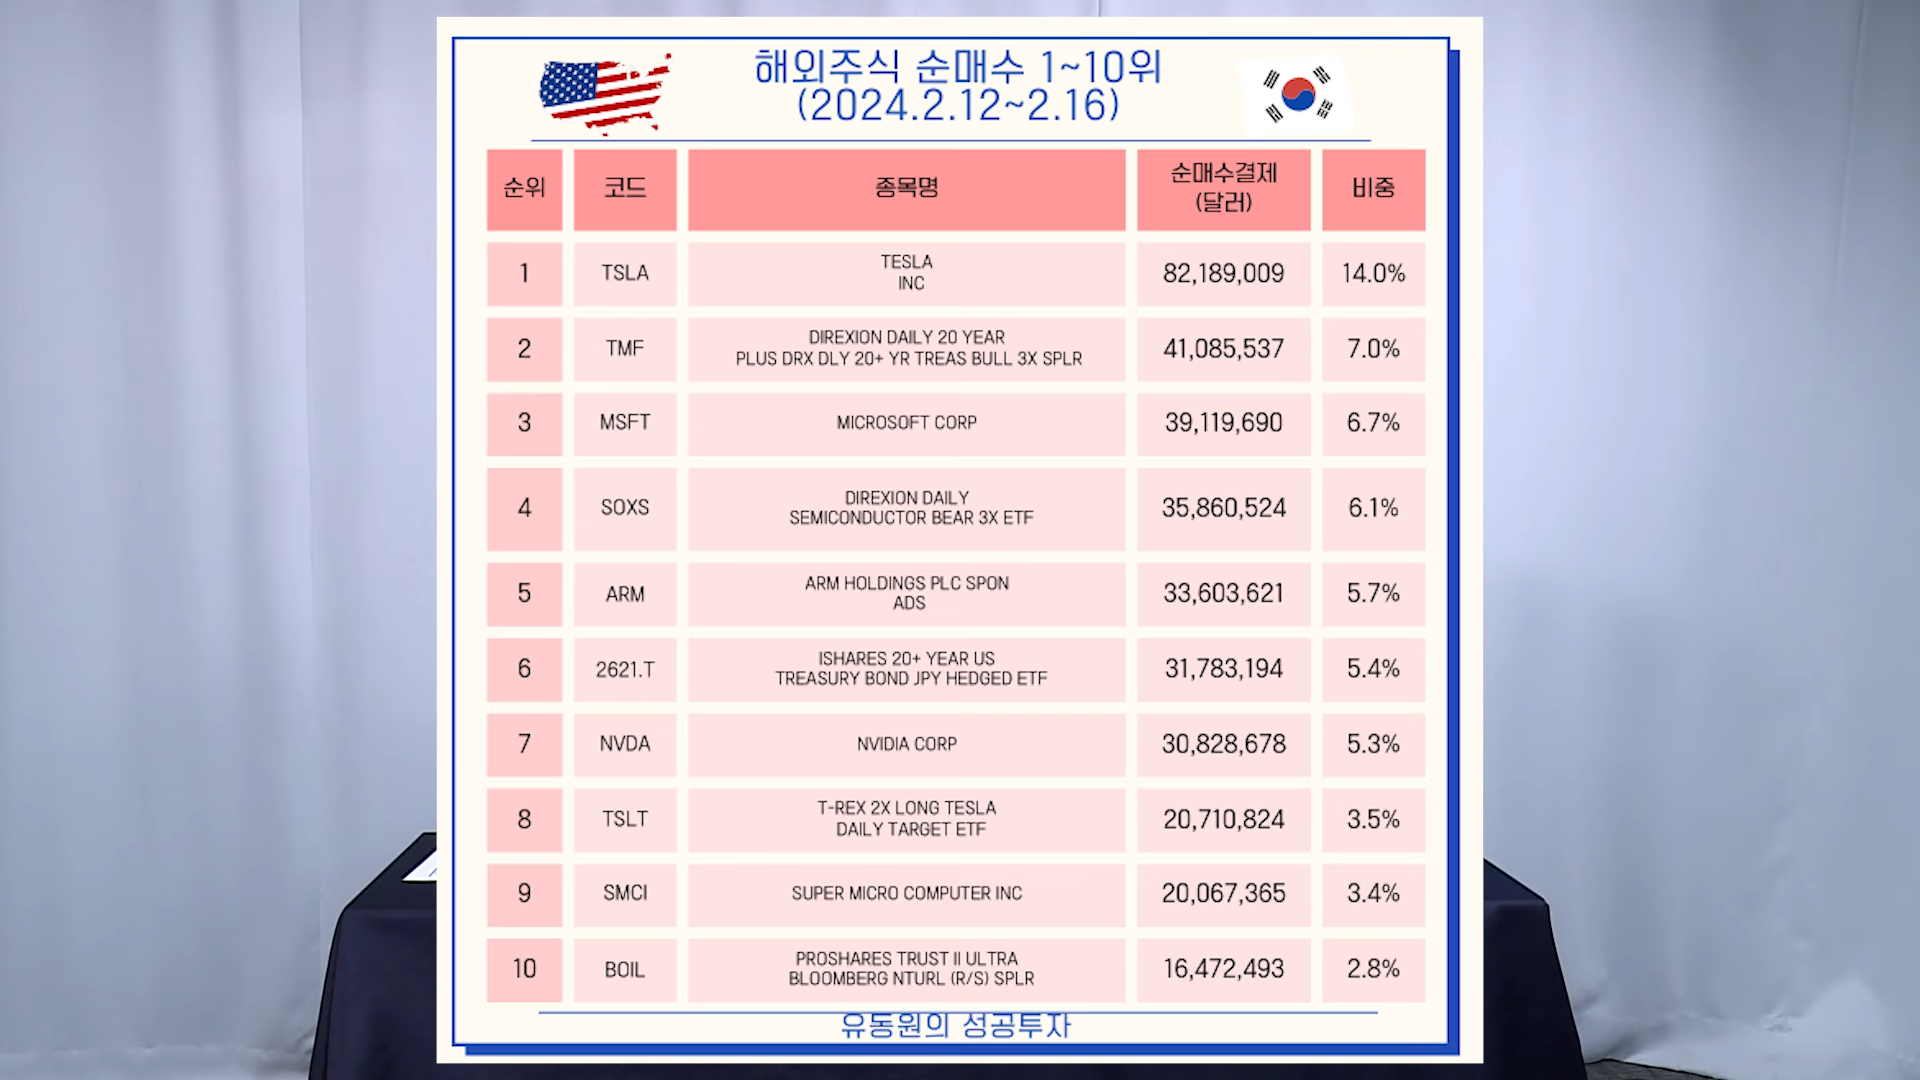 해외주식 순매수 1~10위
(2024.2.12~2.16)
순위 코드 종목명 순매수결제 (달러) 비중
1 TSLA TESLA INC 82,189,009 14.0%
2 TMF DIREXION DAILY 20 YEAR PLUS DRX DLY 20+ YR TREAS BULL 3X SPLR 41,085,537 7.0%
3 MSFT MICROSOFT CORP 39,119,690 6.7%
4 SOXS DIREXION DAILY SEMICONDUCTOR BEAR 3X ETF 35,860,524 6.1%
5 ARM ARM HOLDINGS PLC SPON ADS 33,603,621 5.7%
6 2621.T ISHARES 20+ YEAR US TREASURY BOND JPY HEDGED ETF 31,783,194 5.4%
7 NVDA NVIDIA CORP 30,828,678 5.3%
8 TSLT T-REX 2X LONG TESLA DAILY TARGET ETF 20,710,824 3.5%
9 SMCI SUPER MICRO COMPUTER INC 20,067,365 3.4%
10 BOIL PROSHARES TRUST II ULTRA BLOOMBERG NTURL (R/S) SPLR 16,472,493 2.8%
유동원의 성공투자